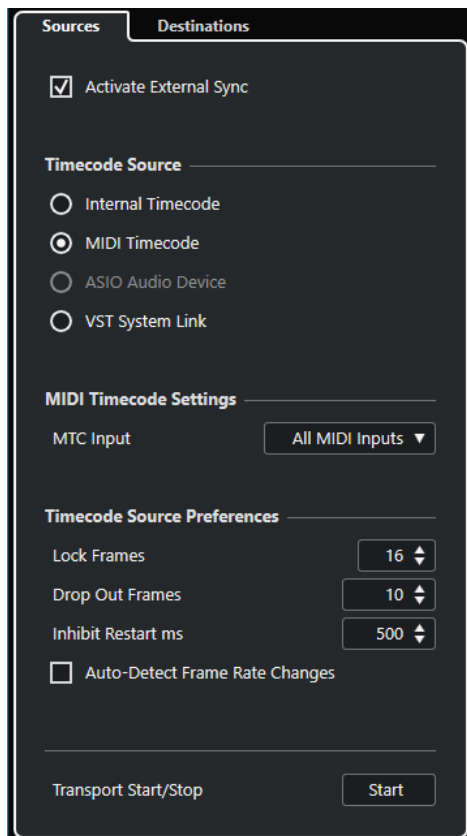 Sources Destinations
Activate External Sync
Timecode Source
Internal Timecode
MIDI Timecode
ASIO Audio Device
VST System Link
MIDI Timecode Settings
MTC Input All MIDI Inputs
Timecode Source Preferences
Lock Frames 16
Drop Out Frames 10
Inhibit Restart ms 500
Auto-Detect Frame Rate Changes
Transport Start/Stop Start